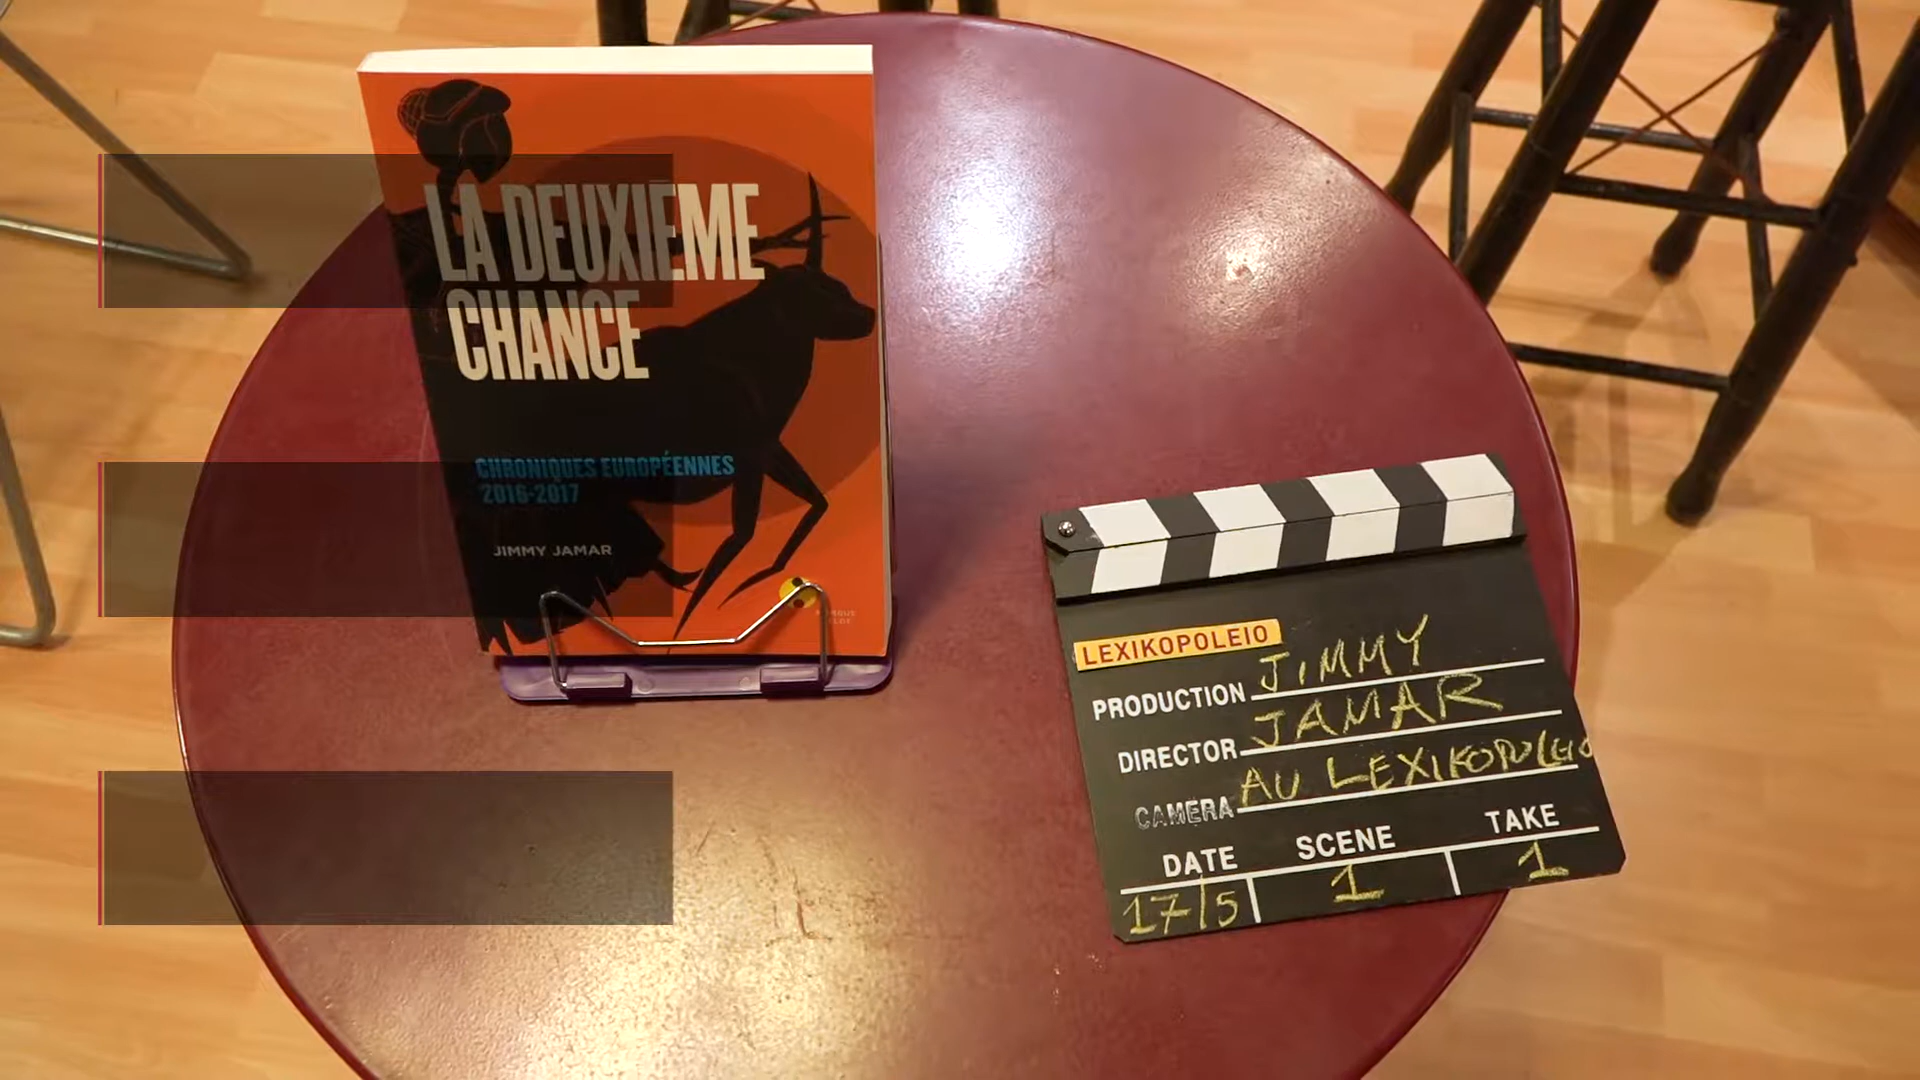 LA DEUXIÈME
CHANCE
CHRONIQUES EUROPÉENNES
2016-2017
JIMMY JAMAR
LEXIKOPOLEIO
PRODUCTION JIMMY
DIRECTOR JAMAR
CAMERA AU LEXIKOPOLEIO
DATE SCENE TAKE
17/5 1 1